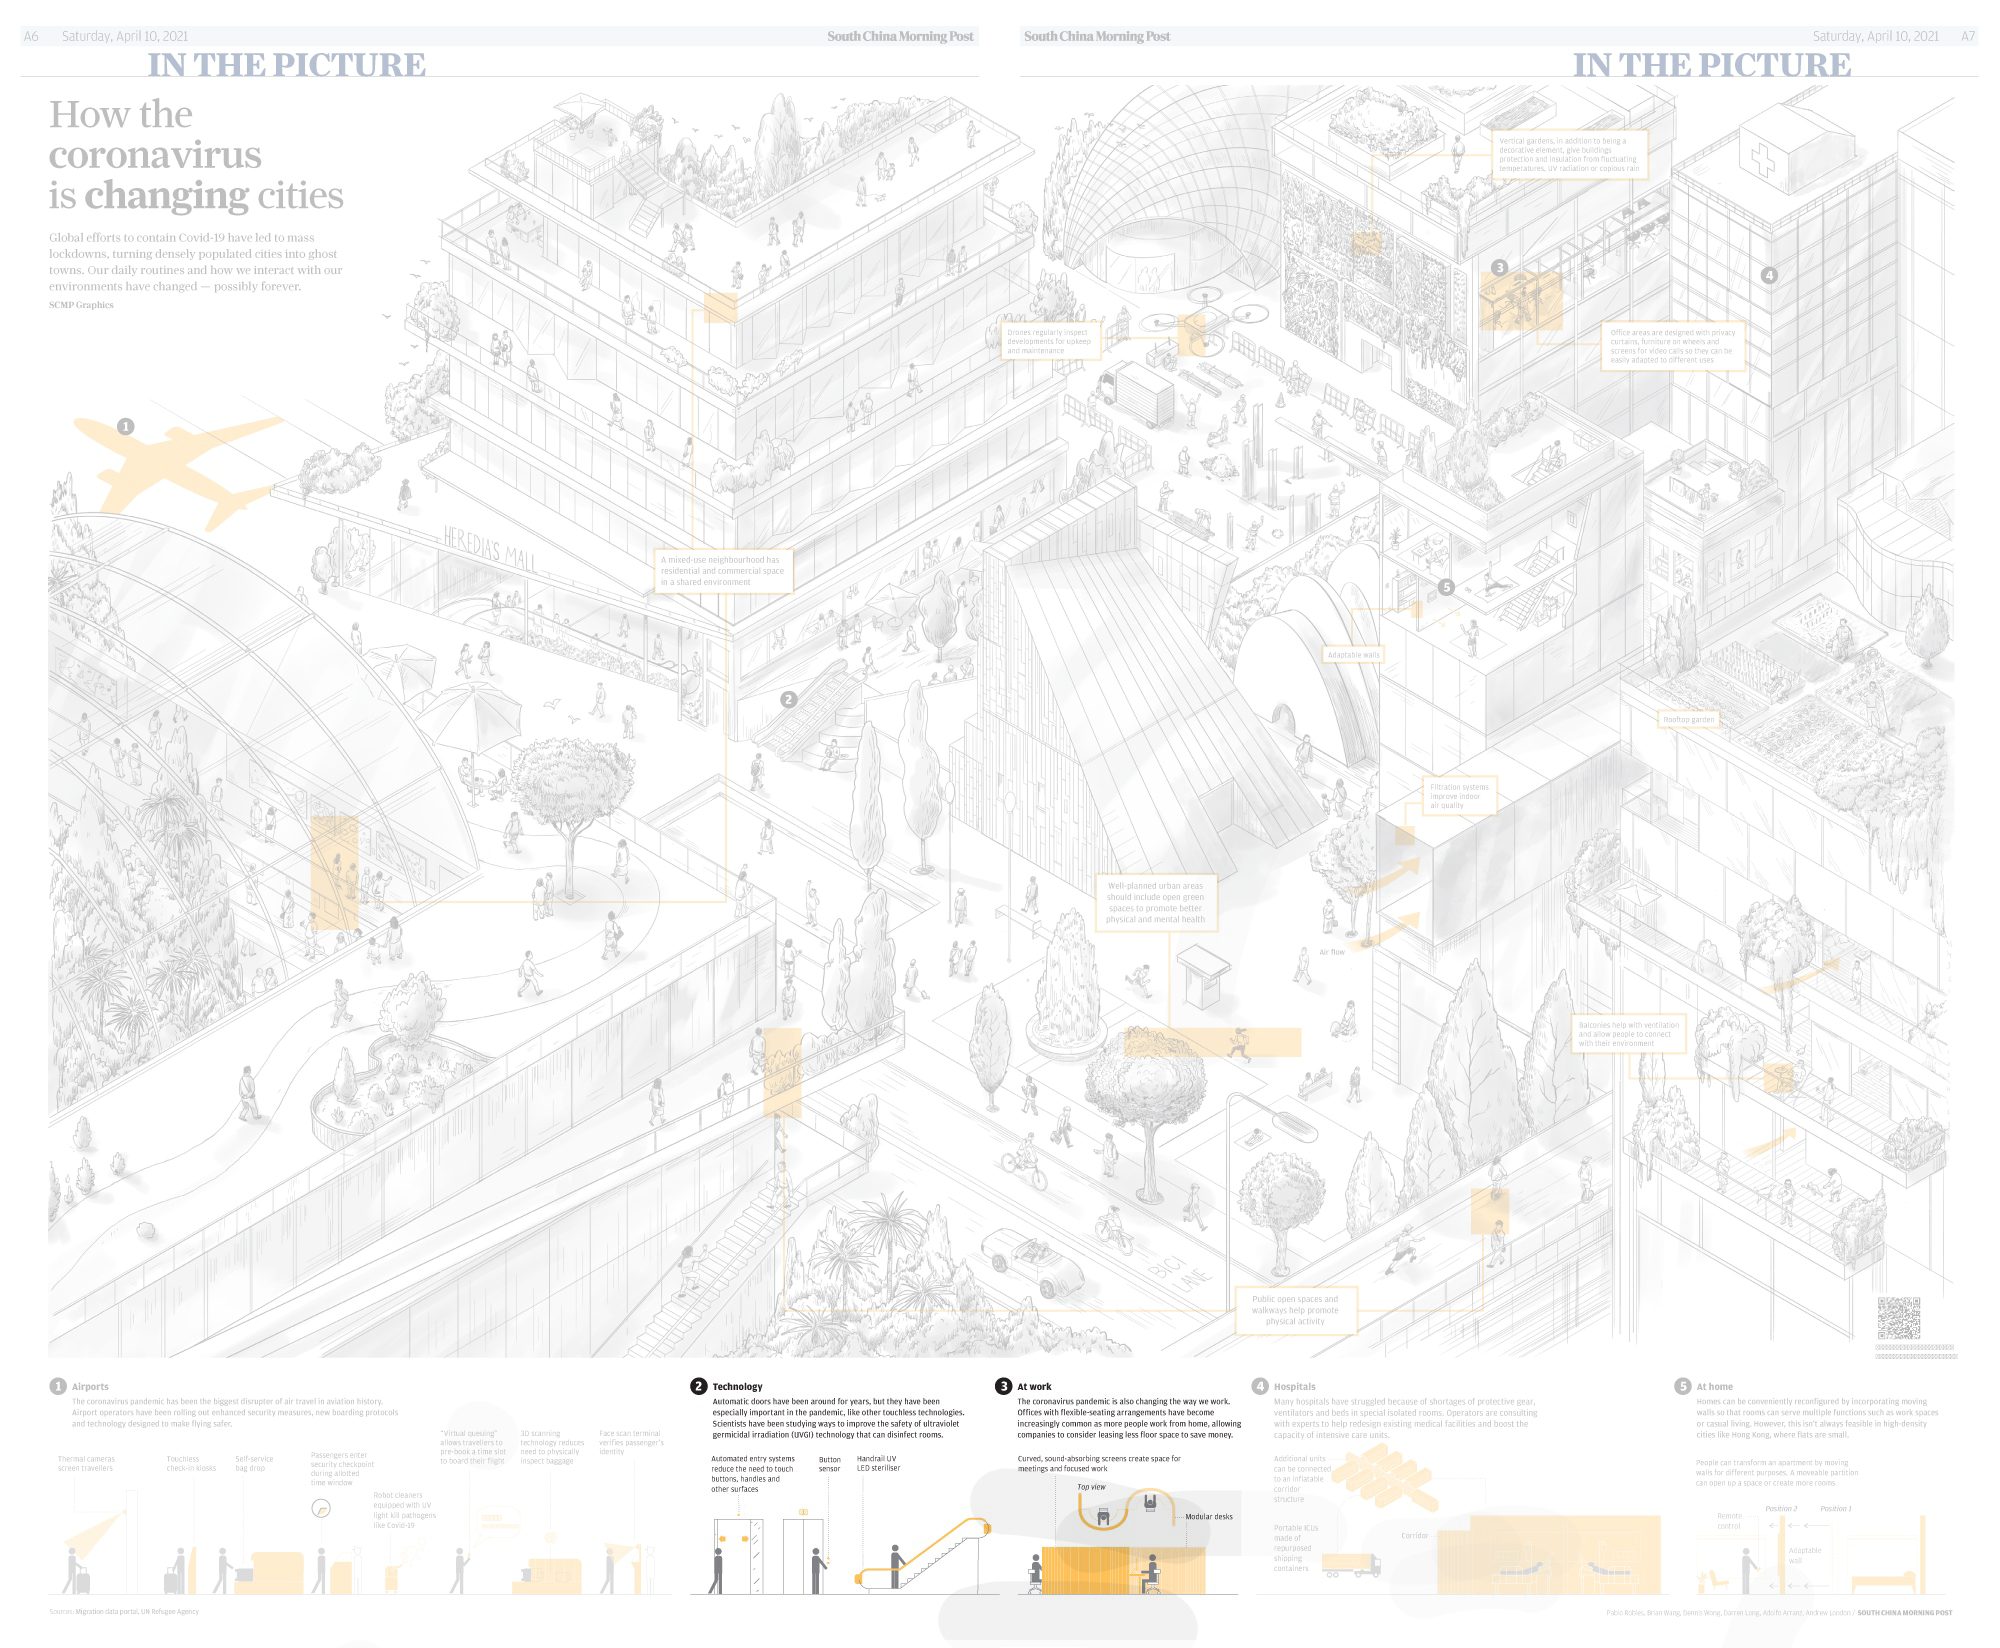 A6 Saturday, April 10, 2021
South China Morning Post
South China Morning Post
Saturday, April 10, 2021 A7
IN THE PICTURE
IN THE PICTURE
How the
coronavirus
is changing cities
Global efforts to contain Covid-19 have led to mass
lockdowns, turning densely populated cities into ghost
towns. Our daily routines and how we interact with our
environments have changed — possibly forever.
SCMP Graphics
Vertical gardens, in addition to being a
decorative element, give buildings
protection and insulation from fluctuating
temperatures, UV radiation or copious rain
3
4
Drones regularly inspect
developments for upkeep
and maintenance
Office areas are designed with privacy
curtains, furniture on wheels and
screens for video calls so they can be
easily adapted to different uses
1
HEREDIA'S MALL
A mixed-use neighbourhood has
residential and commercial space
in a shared environment
5
Adaptable walls
2
Rooftop garden
Filtration systems
improve indoor
air quality
Well-planned urban areas
should include open green
spaces to promote better
physical and mental health
Air flow
Balconies help with ventilation
and allow people to connect
with their environment
BICI
LANE
Public open spaces and
walkways help promote
physical activity
1 Airports
The coronavirus pandemic has been the biggest disrupter of air travel in aviation history.
Airport operators have been rolling out enhanced security measures, new boarding protocols
and technology designed to make flying safer.
Thermal cameras
screen travellers
Touchless
check-in kiosks
Self-service
bag drop
Passengers enter
security checkpoint
during allotted
time window
Robot cleaners
equipped with UV
light kill pathogens
like Covid-19
"Virtual queuing"
allows travellers to
pre-book a time slot
to board their flight
3D scanning
technology reduces
need to physically
inspect baggage
Face scan terminal
verifies passenger's
identity
2 Technology
Automatic doors have been around for years, but they have been
especially important in the pandemic, like other touchless technologies.
Scientists have been studying ways to improve the safety of ultraviolet
germicidal irradiation (UVGI) technology that can disinfect rooms.
Automated entry systems
reduce the need to touch
buttons, handles and
other surfaces
Button
sensor
Handrail UV
LED steriliser
3 At work
The coronavirus pandemic is also changing the way we work.
Offices with flexible-seating arrangements have become
increasingly common as more people work from home, allowing
companies to consider leasing less floor space to save money.
Curved, sound-absorbing screens create space for
meetings and focused work
Top view
Modular desks
4 Hospitals
Many hospitals have struggled because of shortages of protective gear,
ventilators and beds in special isolated rooms. Operators are consulting
with experts to help redesign existing medical facilities and boost the
capacity of intensive care units.
Additional units
can be connected
to an inflatable
corridor
structure
Portable ICUs
made of
repurposed
shipping
containers
Corridor
5 At home
Homes can be conveniently reconfigured by incorporating moving
walls so that rooms can serve multiple functions such as work spaces
or casual living. However, this isn't always feasible in high-density
cities like Hong Kong, where flats are small.
People can transform an apartment by moving
walls for different purposes. A moveable partition
can open up a space or create more rooms
Position 2 Position 1
Remote
control
Adaptable
wall
Sources: Migration data portal, UN Refugee Agency
Pablo Robles, Brian Wang, Dennis Wong, Darren Long, Adolfo Arranz, Andrew London / SOUTH CHINA MORNING POST